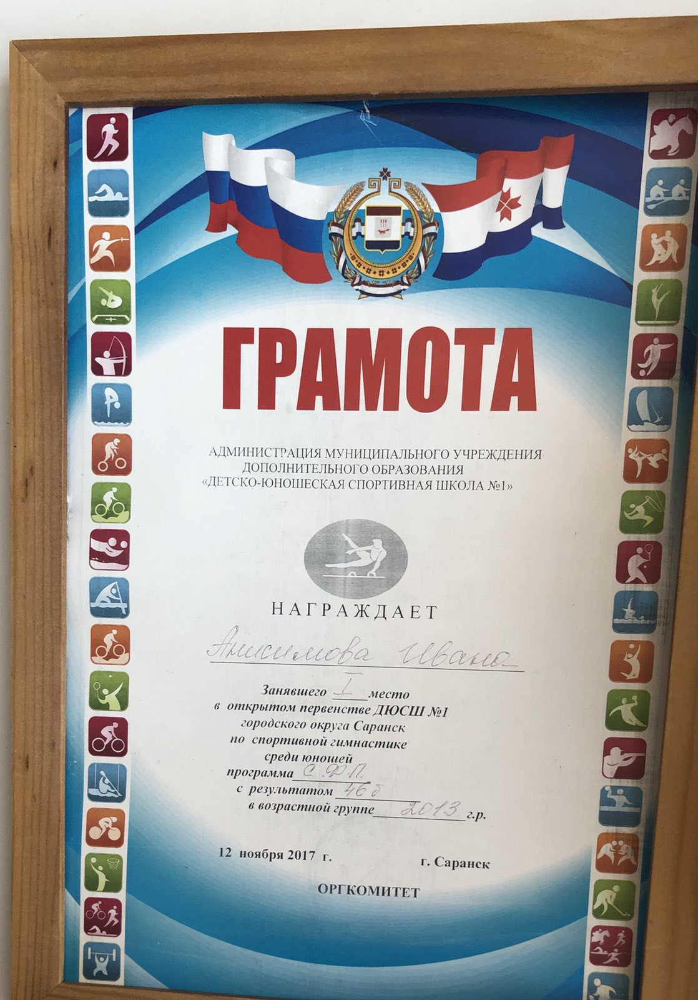 ГРАМОТА
АДМИНИСТРАЦИЯ МУНИЦИПАЛЬНОГО УЧРЕЖДЕНИЯ
ДОПОЛНИТЕЛЬНОГО ОБРАЗОВАНИЯ
«ДЕТСКО-ЮНОШЕСКАЯ СПОРТИВНАЯ ШКОЛА №1»
НАГРАЖДАЕТ
Анисимова Ивана
Занявшего I место
в открытом первенстве ДЮСШ №1
городского округа Саранск
по спортивной гимнастике
среди юношей
программа С.Ф.П.
с результатом 46б
в возрастной группе 2013 г.р.
12 ноября 2017 г. г. Саранск
ОРГКОМИТЕТ